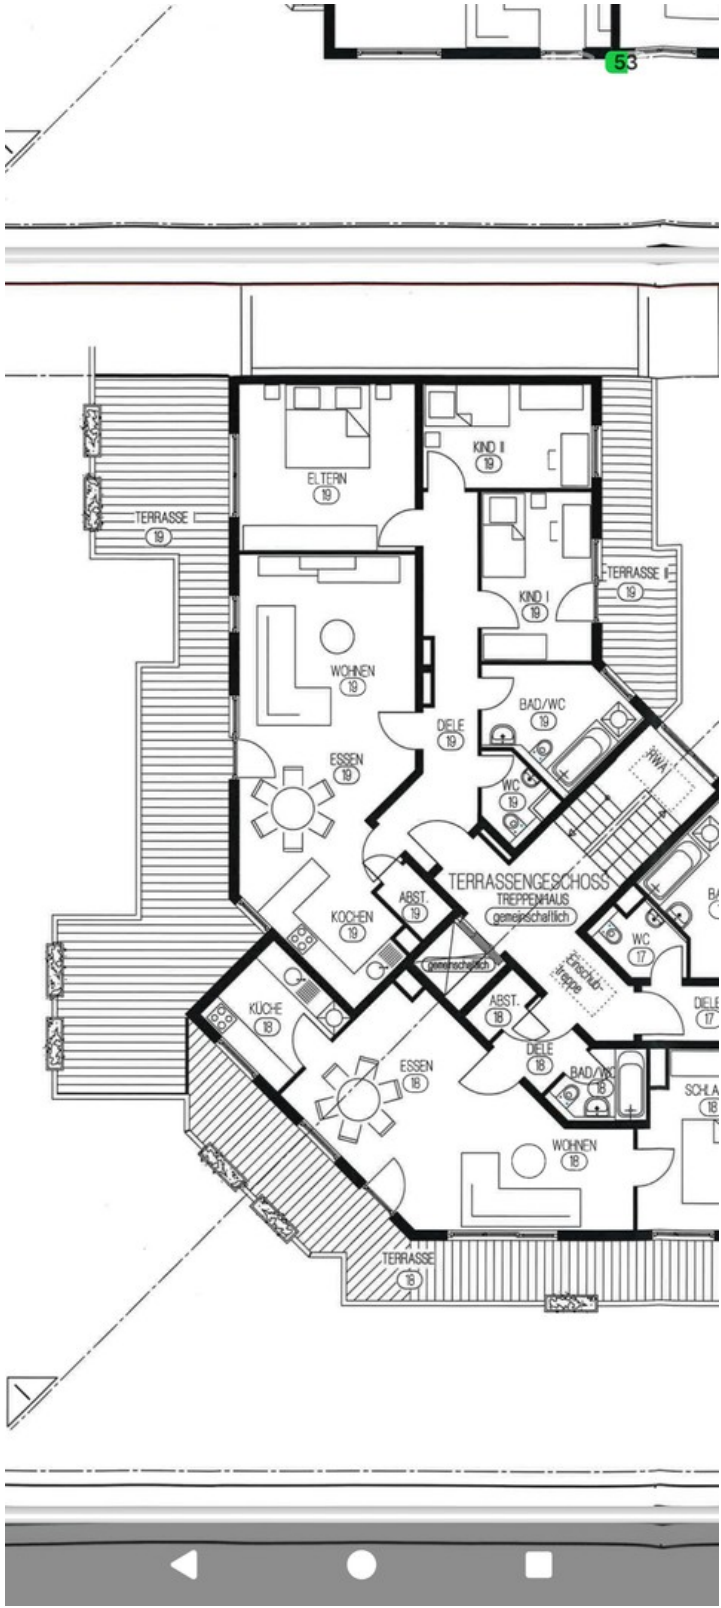 53
ELTERN
19
KIND II
19
TERRASSE I
19
TERRASSE II
19
KIND I
19
WOHNEN
19
BAD/WC
19
DIELE
19
ESSEN
19
WC
19
RWA
TERRASSENGESCHOSS
TREPPENHAUS
gemeinschaftlich
ABST.
19
KOCHEN
19
gemeinschaftlich
WC
17
Einschub
treppe
KÜCHE
18
ABST.
18
DIELE
17
ESSEN
18
DIELE
18
BAD/WC
18
WOHNEN
18
TERRASSE
18